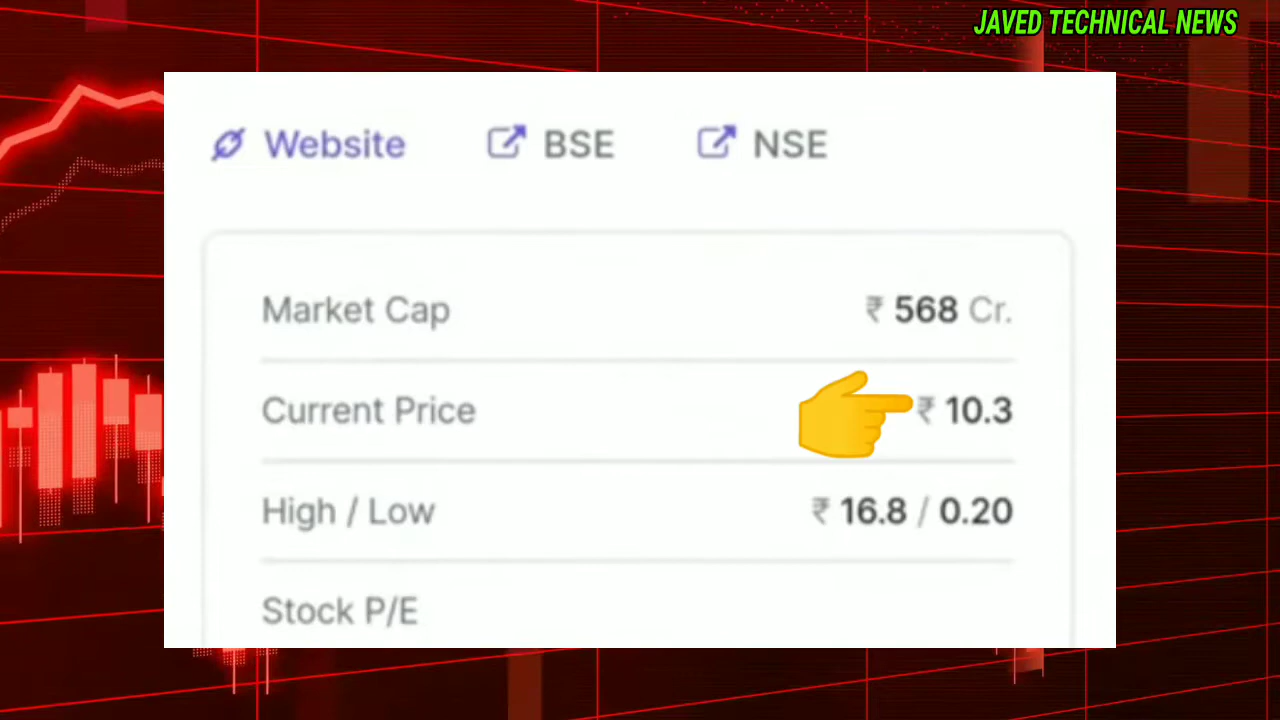 JAVED TECHNICAL NEWS
Website BSE NSE
Market Cap ₹ 568 Cr.
Current Price ₹ 10.3
High / Low ₹ 16.8 / 0.20
Stock P/E